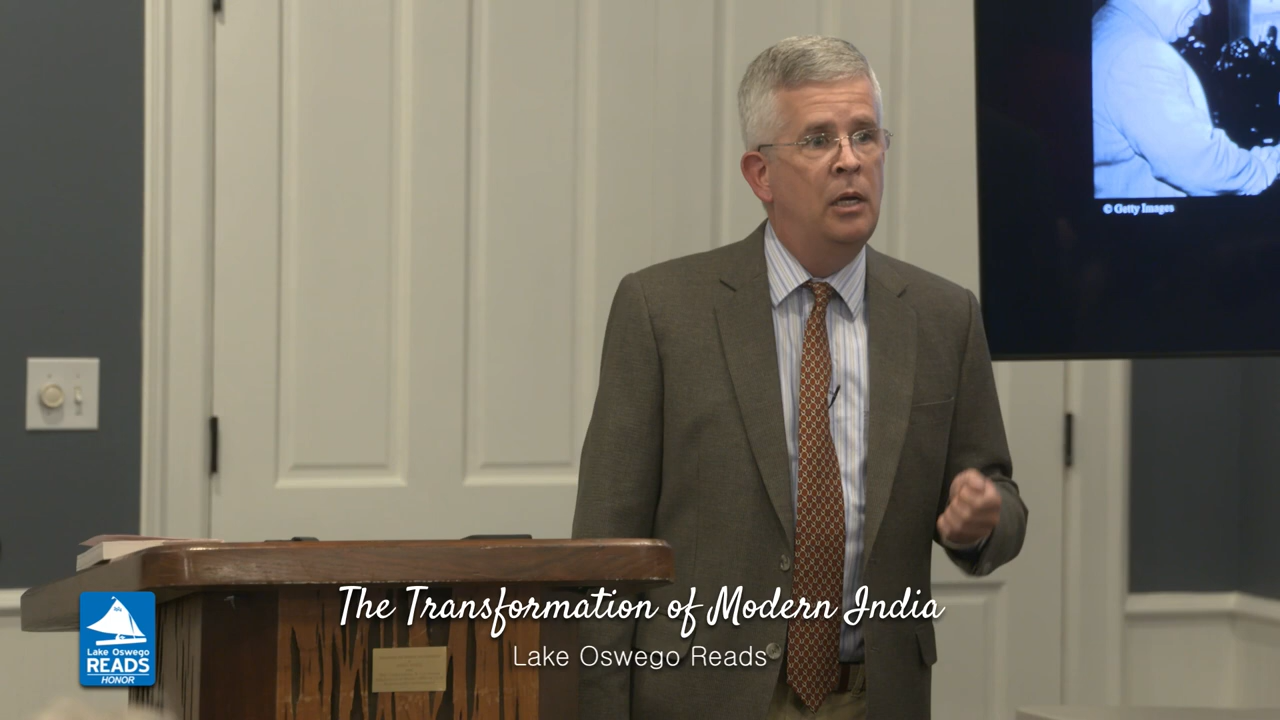 © Getty Images
The Transformation of Modern India
Lake Oswego Reads
Lake Oswego
READS
HONOR